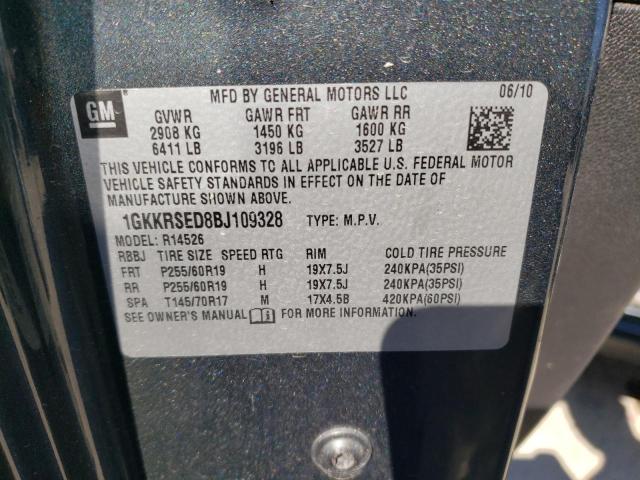 MFD BY GENERAL MOTORS LLC 06/10
GM
GVWR GAWR FRT GAWR RR
2908 KG 1450 KG 1600 KG
6411 LB 3196 LB 3527 LB
THIS VEHICLE CONFORMS TO ALL APPLICABLE U.S. FEDERAL MOTOR
VEHICLE SAFETY STANDARDS IN EFFECT ON THE DATE OF
MANUFACTURE SHOWN ABOVE.
1GKKRSED8BJ109328 TYPE: M.P.V.
MODEL: R14526
RBBJ TIRE SIZE SPEED RTG RIM COLD TIRE PRESSURE
FRT P255/60R19 H 19X7.5J 240KPA(35PSI)
RR P255/60R19 H 19X7.5J 240KPA(35PSI)
SPA T145/70R17 M 17X4.5B 420KPA(60PSI)
SEE OWNER'S MANUAL FOR MORE INFORMATION.